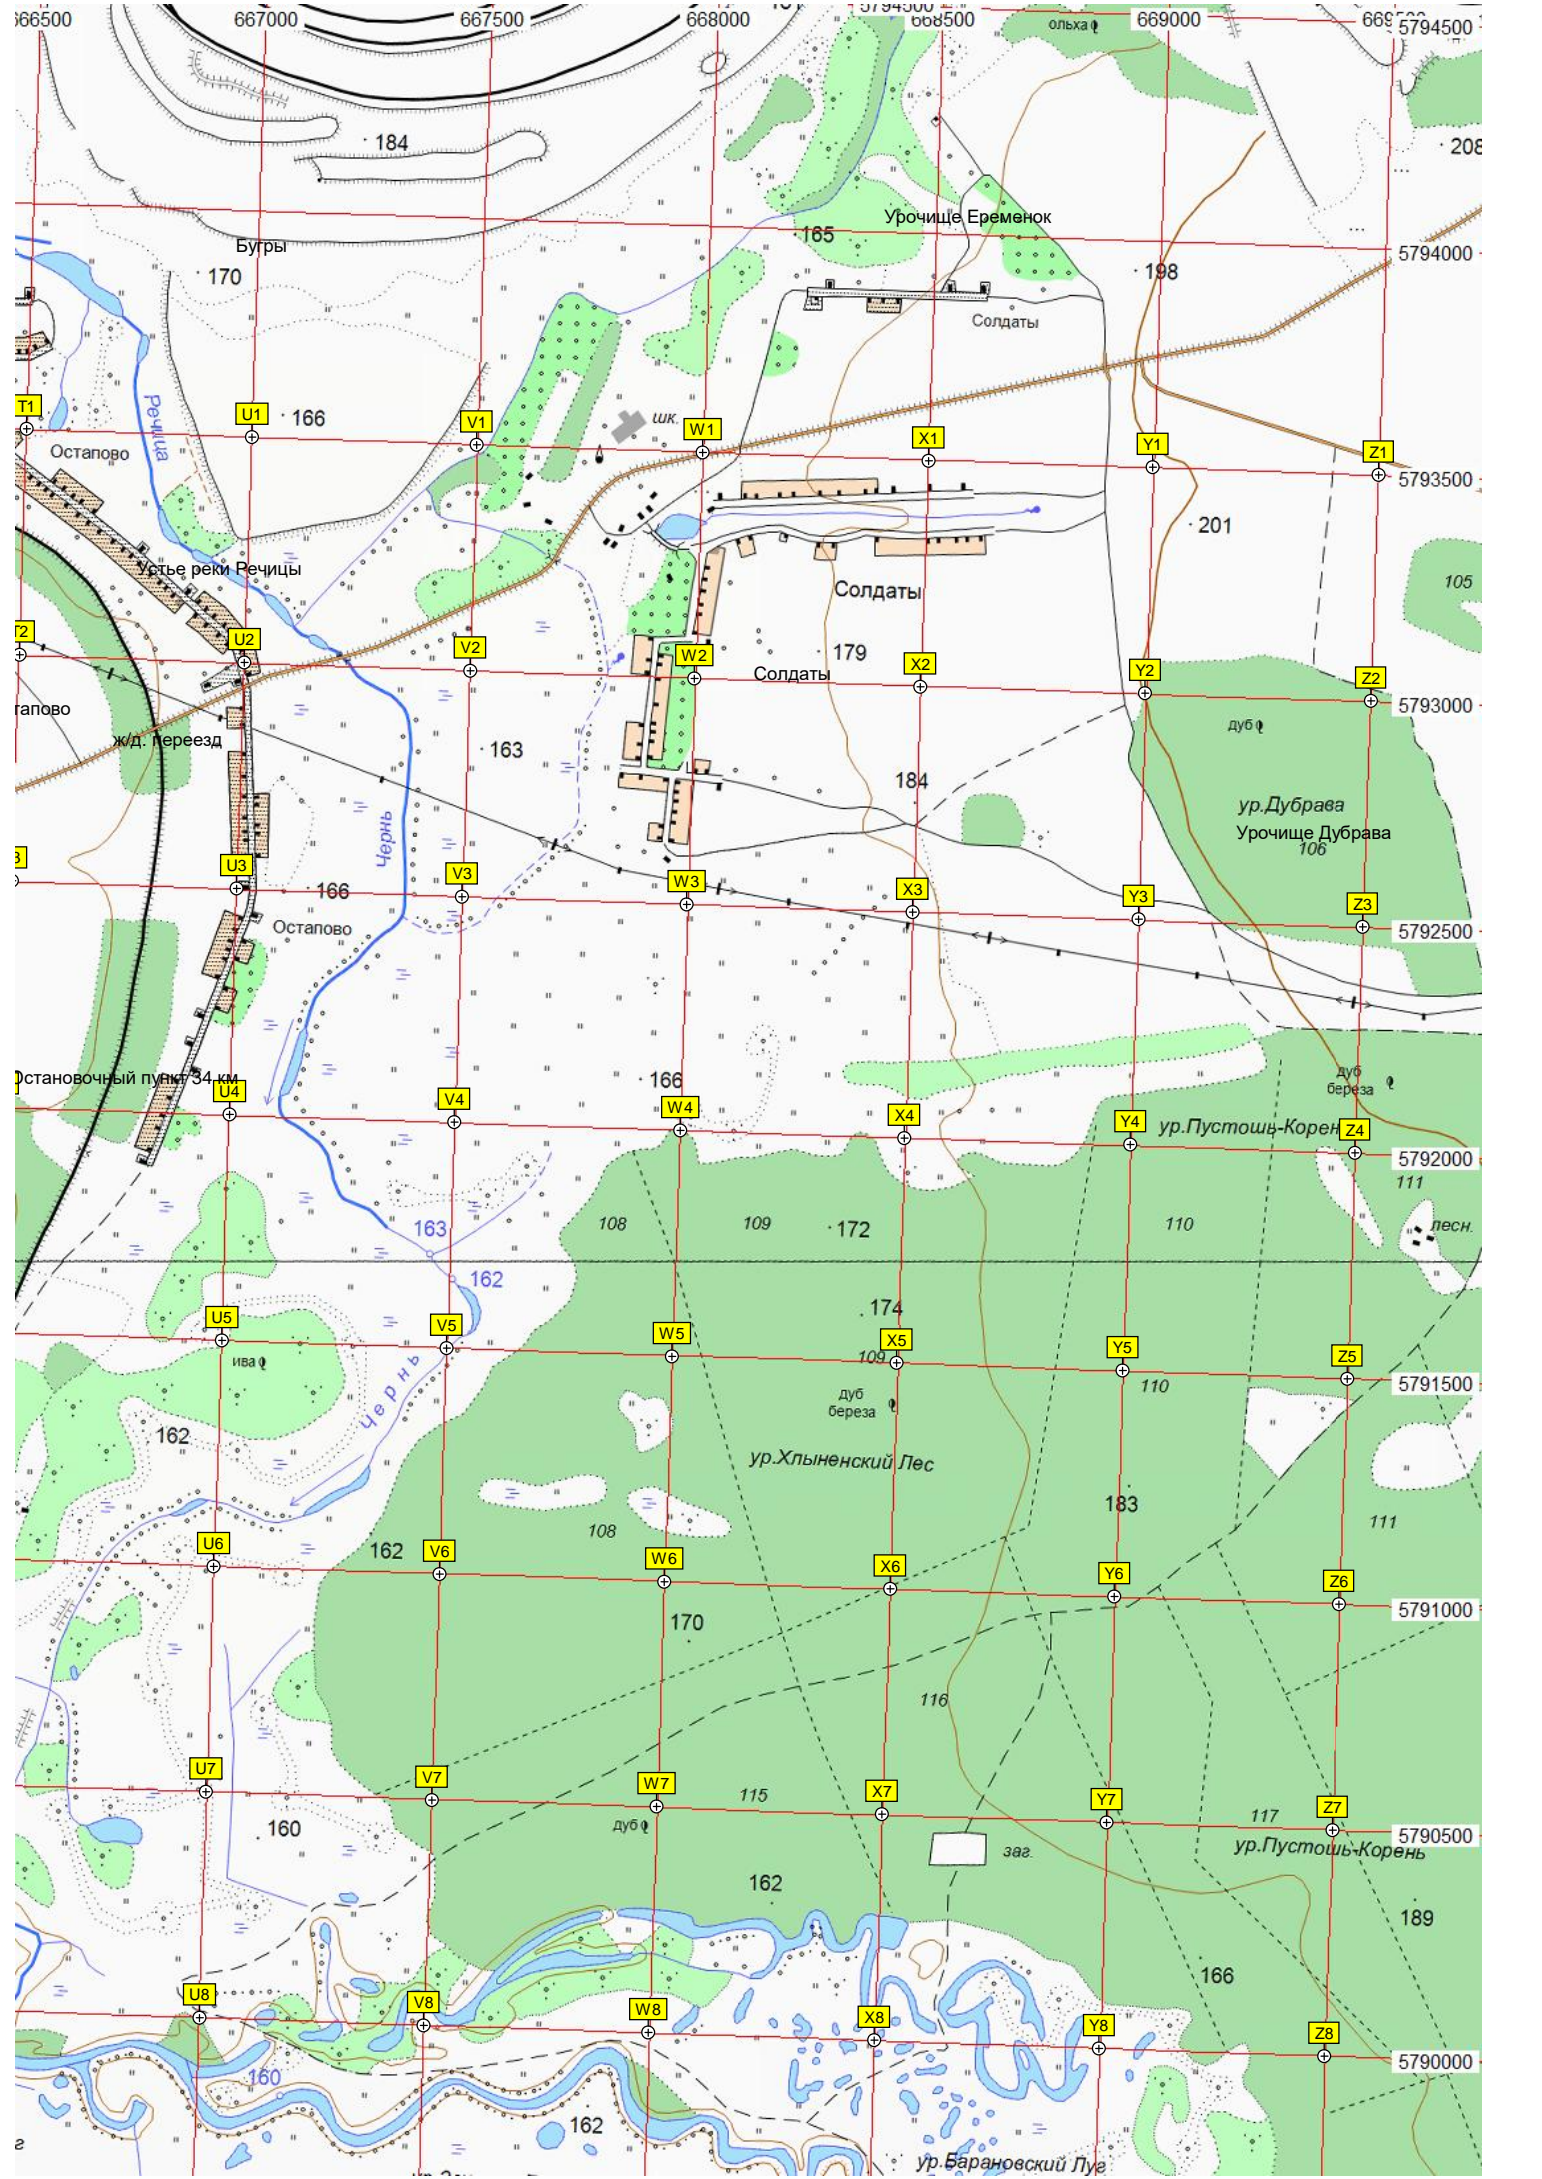 666500 667000 667500 668000 668500 669000
5794500
ольха
184
208
Урочище Еременок
165
Бугры
170
5794000
198
Солдаты
Речица
T1 U1 166 V1 шк. W1 X1 Y1 Z1
Остапово
5793500
201
Устье реки Речицы
105
Солдаты
T2 U2 V2 W2 179 X2 Y2 Z2
Солдаты
5793000
тапово
дуб
ж/д. переезд
163
184
ур.Дубрава
Урочище Дубрава
106
Чернь
U3 V3 W3 X3 Y3 Z3
166
Остапово
5792500
Остановочный пункт 34 км
166
дуб
береза
U4 V4 W4 X4 Y4 Z4
ур.Пустошь-Корен
5792000
111
163 108 109 172 110 лесн.
162
174
U5 V5 W5 X5 Y5 Z5
ива
109
110
5791500
дуб
береза
Чернь
162
ур.Хлыненский Лес
183
111
108
162
U6 V6 W6 X6 Y6 Z6
170
5791000
116
U7 V7 W7 X7 Y7 Z7
115
117
160
дуб
5790500
заг.
ур.Пустошь-Корень
162
189
166
U8 V8 W8 X8 Y8 Z8
5790000
160
162
ур.Барановский Луг